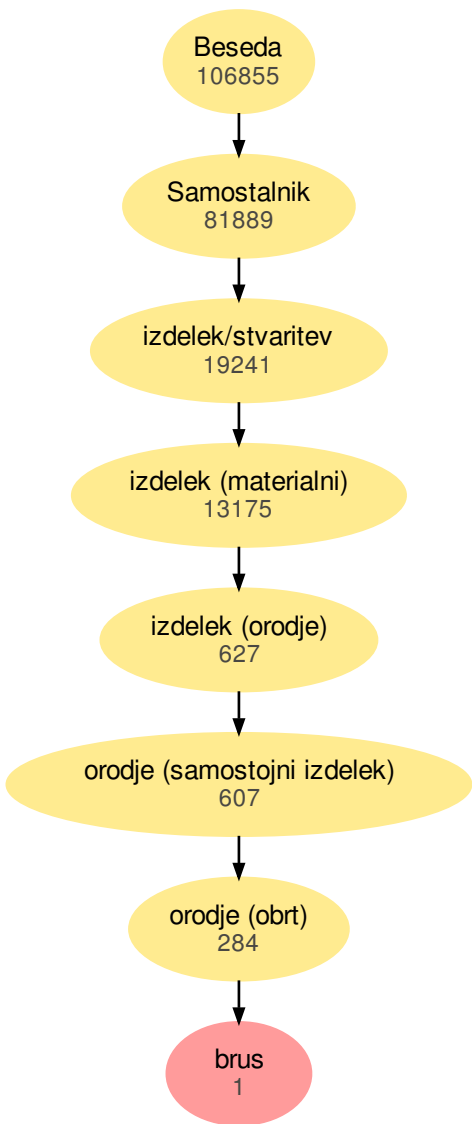 Beseda
106855
Samostalnik
81889
izdelek/stvaritev
19241
izdelek (materialni)
13175
izdelek (orodje)
627
orodje (samostojni izdelek)
607
orodje (obrt)
284
brus
1